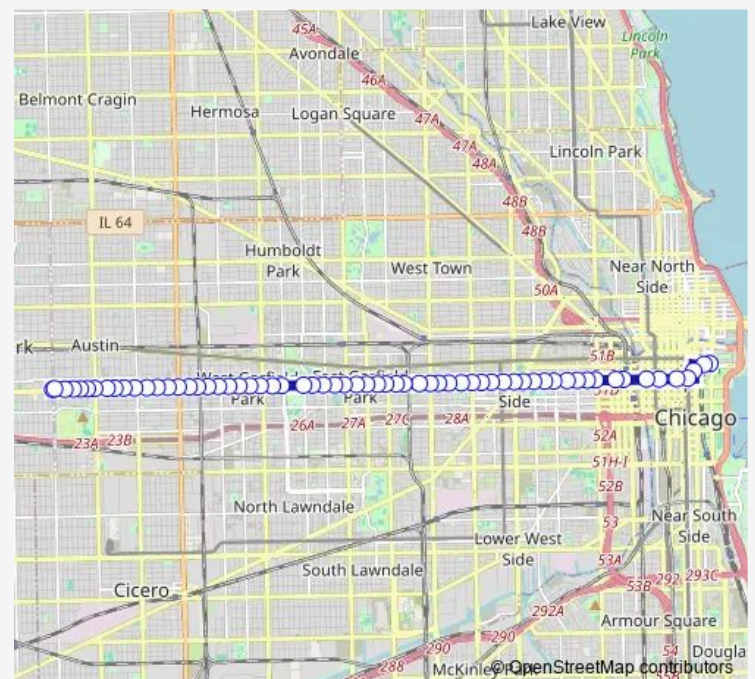 Lake View
Lincoln
Park
45A
Avondale
46A
Belmont Cragin
Hermosa
Logan Square
47A
47A
48A
Lincoln Park
48B
IL 64
48B
Humboldt
Park
West Town
Near North
Side
50A
rk
Austin
51B
Park
Park
Side
Chicago
26A
27A
27C
28A
23A
23B
52A
51H-I
52B
North Lawndale
53
Near South
Side
Lower West
Side
53A
South Lawndale
53B
292
293C
Cicero
292A
Armour Square
290
290
288
54
Dougla
McKinley
© OpenStreetMap contributors